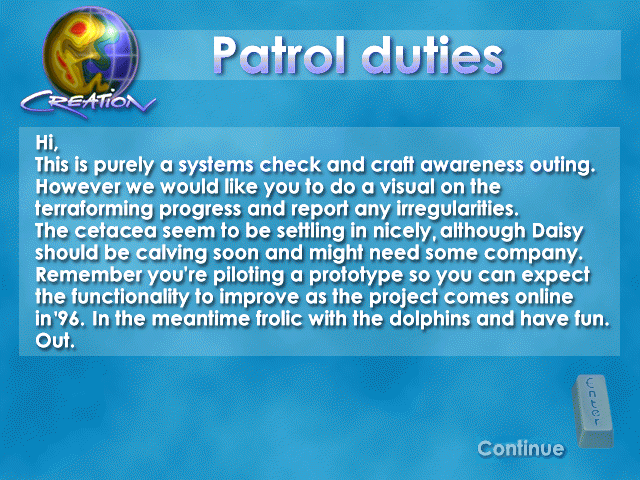 CREATION
Patrol duties
Hi,
This is purely a systems check and craft awareness outing.
However we would like you to do a visual on the
terraforming progress and report any irregularities.
The cetacea seem to be settling in nicely, although Daisy
should be calving soon and might need some company.
Remember you're piloting a prototype so you can expect
the functionality to improve as the project comes online
in'96. In the meantime frolic with the dolphins and have fun.
Out.
Enter
Continue